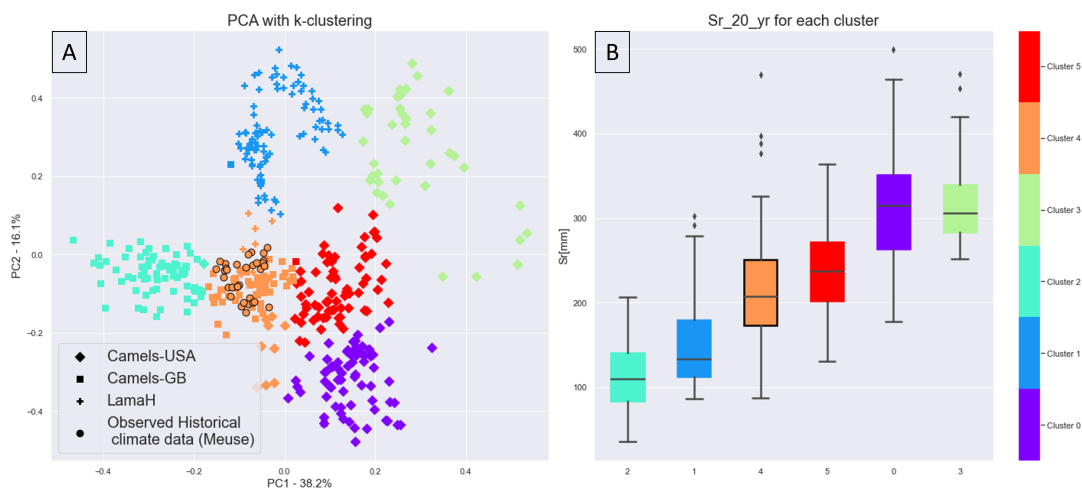 PCA with k-clustering
A
0.4
0.2
0.0
−0.2
−0.4
PC2 - 16.1%
Camels-USA
Camels-GB
LamaH
Observed Historical
climate data (Meuse)
−0.4
−0.2
0.0
0.2
0.4
PC1 - 38.2%
Sr_20_yr for each cluster
B
500
400
300
200
100
Sr[mm]
2
1
4
5
0
3
Cluster 5
Cluster 4
Cluster 3
Cluster 2
Cluster 1
Cluster 0